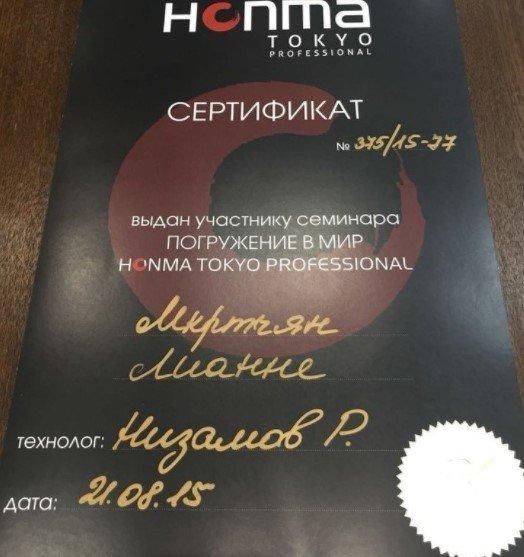 HONMA
TOKYO
PROFESSIONAL
СЕРТИФИКАТ
№ 375/15-77
выдан участнику семинара
ПОГРУЖЕНИЕ В МИР
HONMA TOKYO PROFESSIONAL
Мкртчян
Лианне
технолог: Низамов Р.
дата: 21.08.15